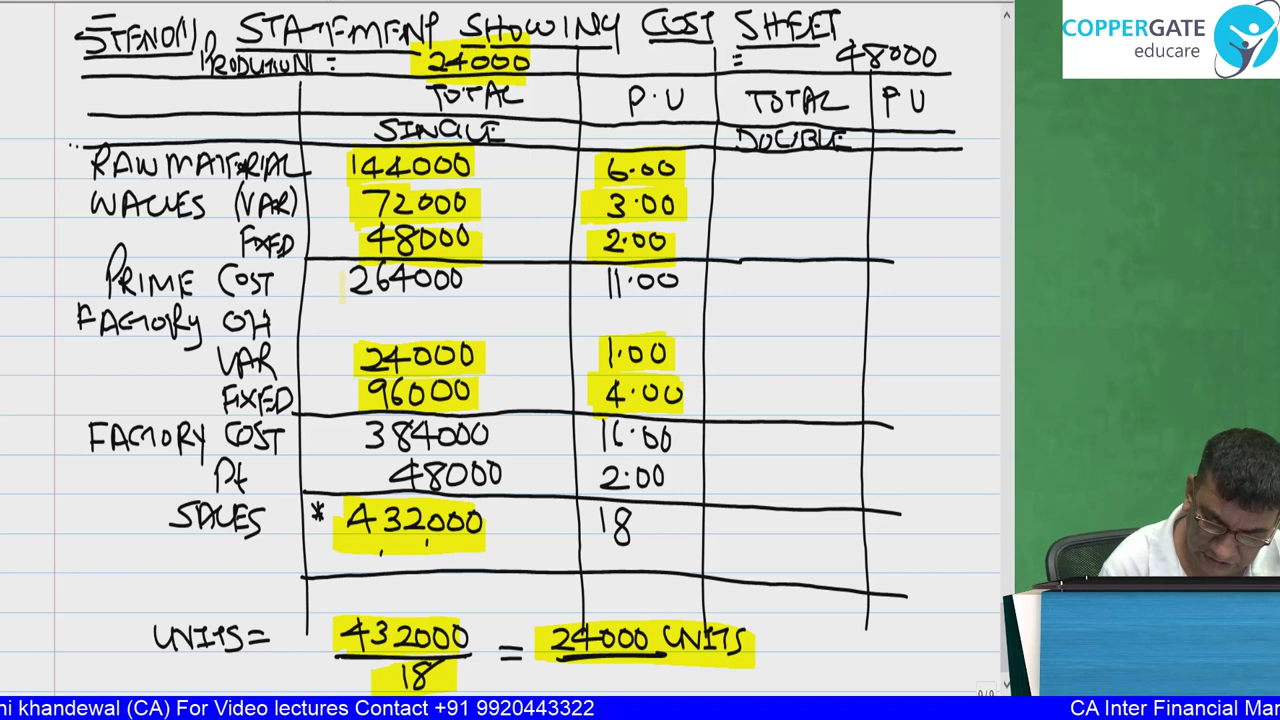 STENO) STATEMENT SHOWING COST SHEET
PRODUCTION = 24000 = 48000
TOTAL P.U TOTAL P U
SINGLE DOUBLE
RAW MATERIAL 144000 6.00
WAGES (VAR) 72000 3.00
FIXED 48000 2.00
PRIME COST 264000 11.00
FACTORY OH
VAR 24000 1.00
FIXED 96000 4.00
FACTORY COST 384000 16.00
Pt 48000 2.00
SALES * 432000 18
UNITS = 432000 / 18 = 24000 UNITS
COPPERGATE
educare
ni khandewal (CA) For Video lectures Contact +91 9920443322
CA Inter Financial Mar